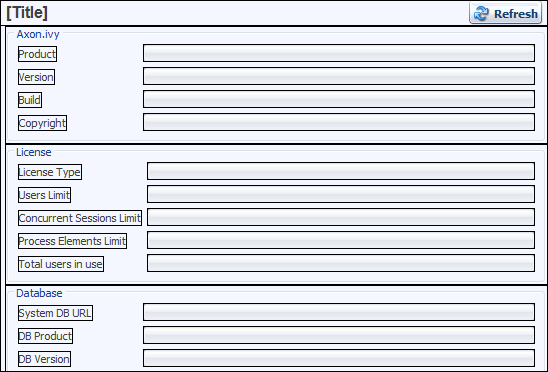 [Title]
Refresh
Axon.ivy
Product
Version
Build
Copyright
License
License Type
Users Limit
Concurrent Sessions Limit
Process Elements Limit
Total users in use
Database
System DB URL
DB Product
DB Version